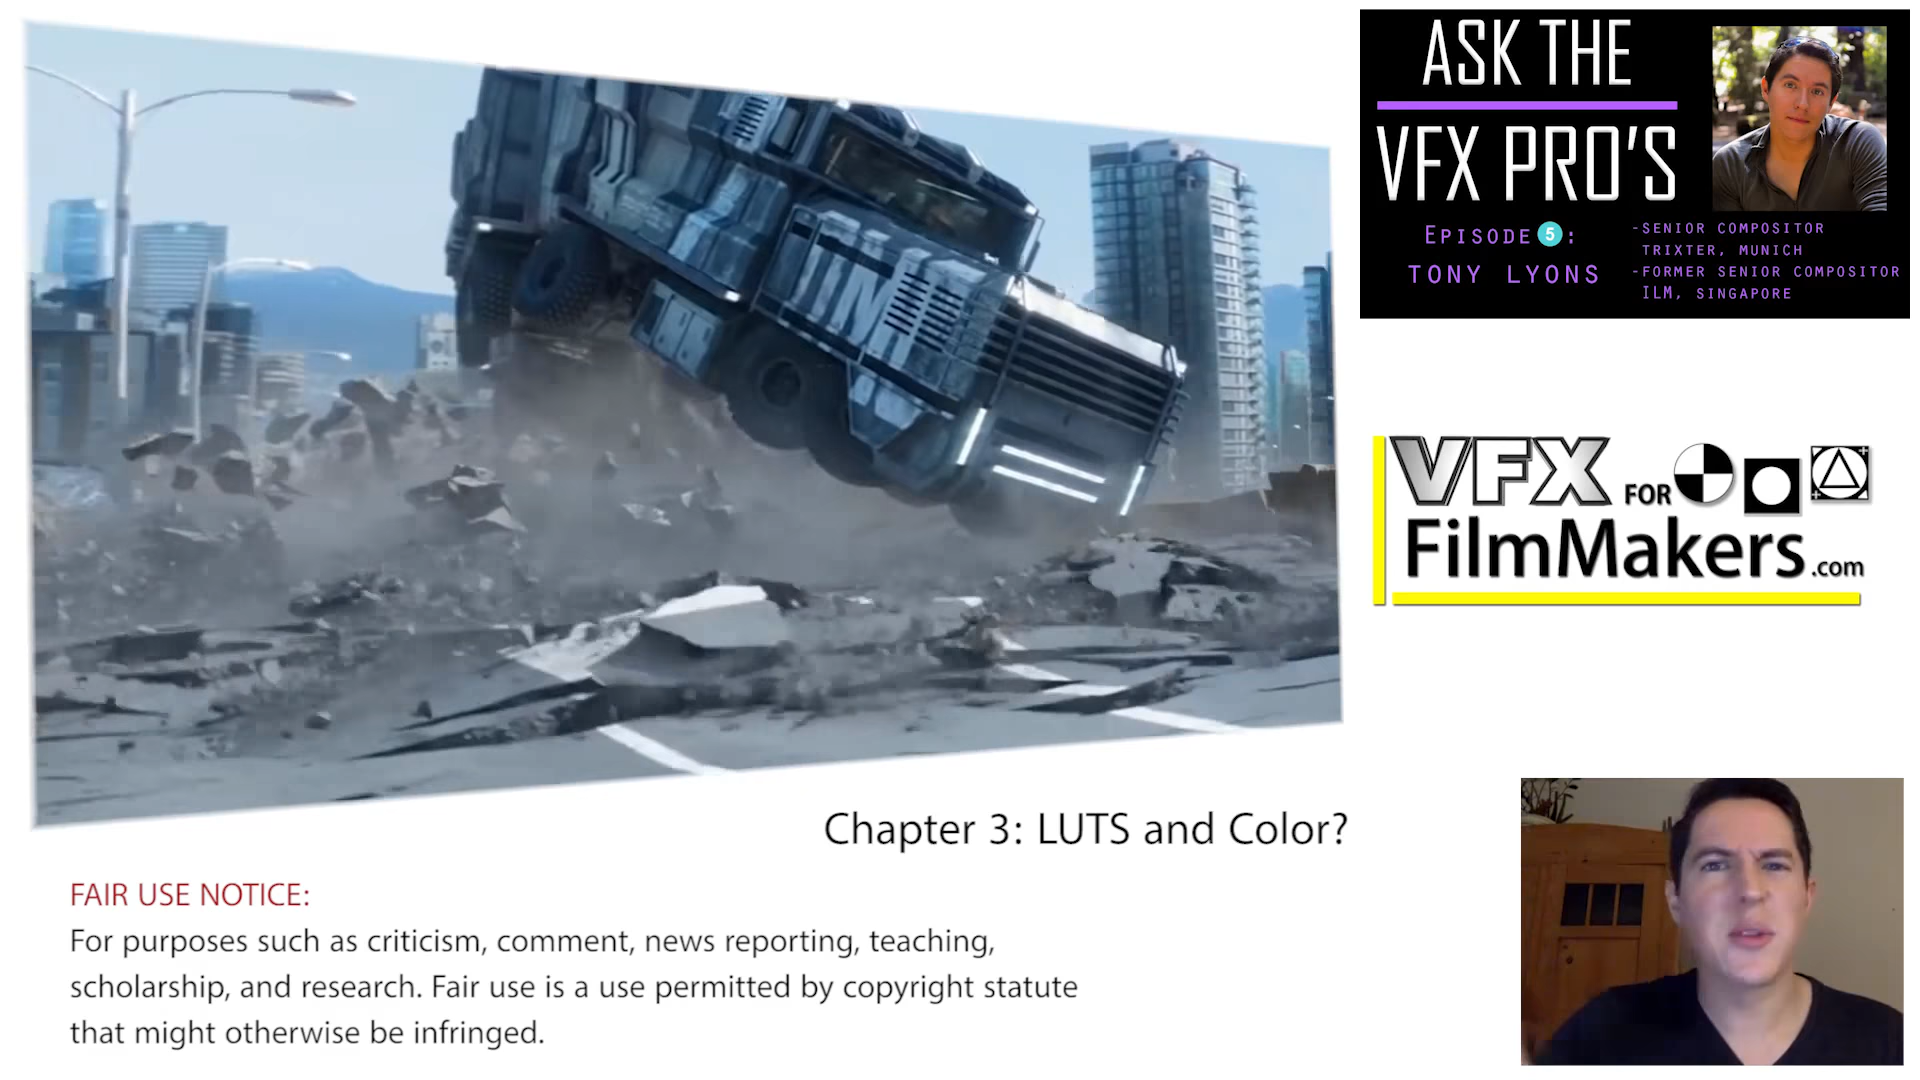 ASK THE
VFX PRO'S
EPISODE 5:
TONY LYONS
-SENIOR COMPOSITOR
TRIXTER, MUNICH
-FORMER SENIOR COMPOSITOR
ILM, SINGAPORE
VFX FOR
FilmMakers.com
Chapter 3: LUTS and Color?
FAIR USE NOTICE:
For purposes such as criticism, comment, news reporting, teaching,
scholarship, and research. Fair use is a use permitted by copyright statute
that might otherwise be infringed.